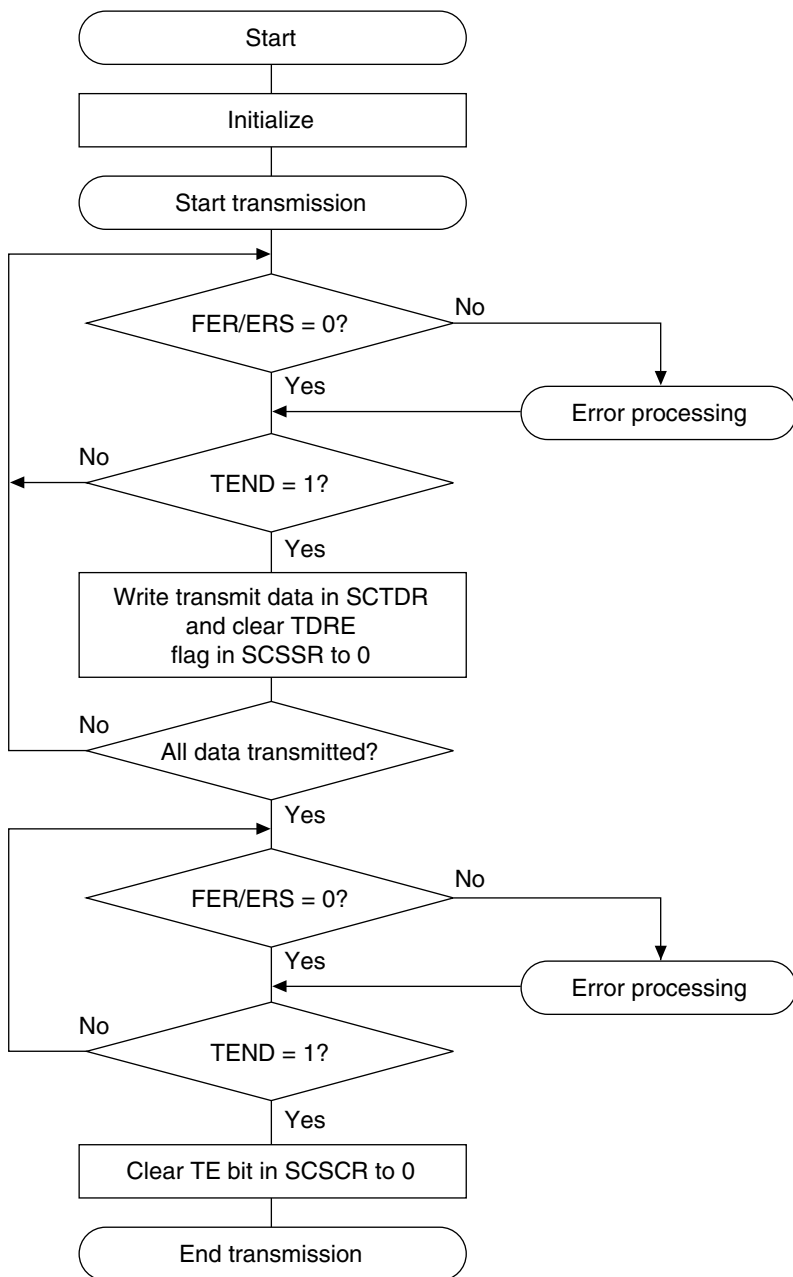 Start
Initialize
Start transmission
FER/ERS = 0?
No
Yes
Error processing
No
TEND = 1?
Yes
Write transmit data in SCTDR
and clear TDRE
flag in SCSSR to 0
No
All data transmitted?
Yes
FER/ERS = 0?
No
Yes
Error processing
No
TEND = 1?
Yes
Clear TE bit in SCSCR to 0
End transmission